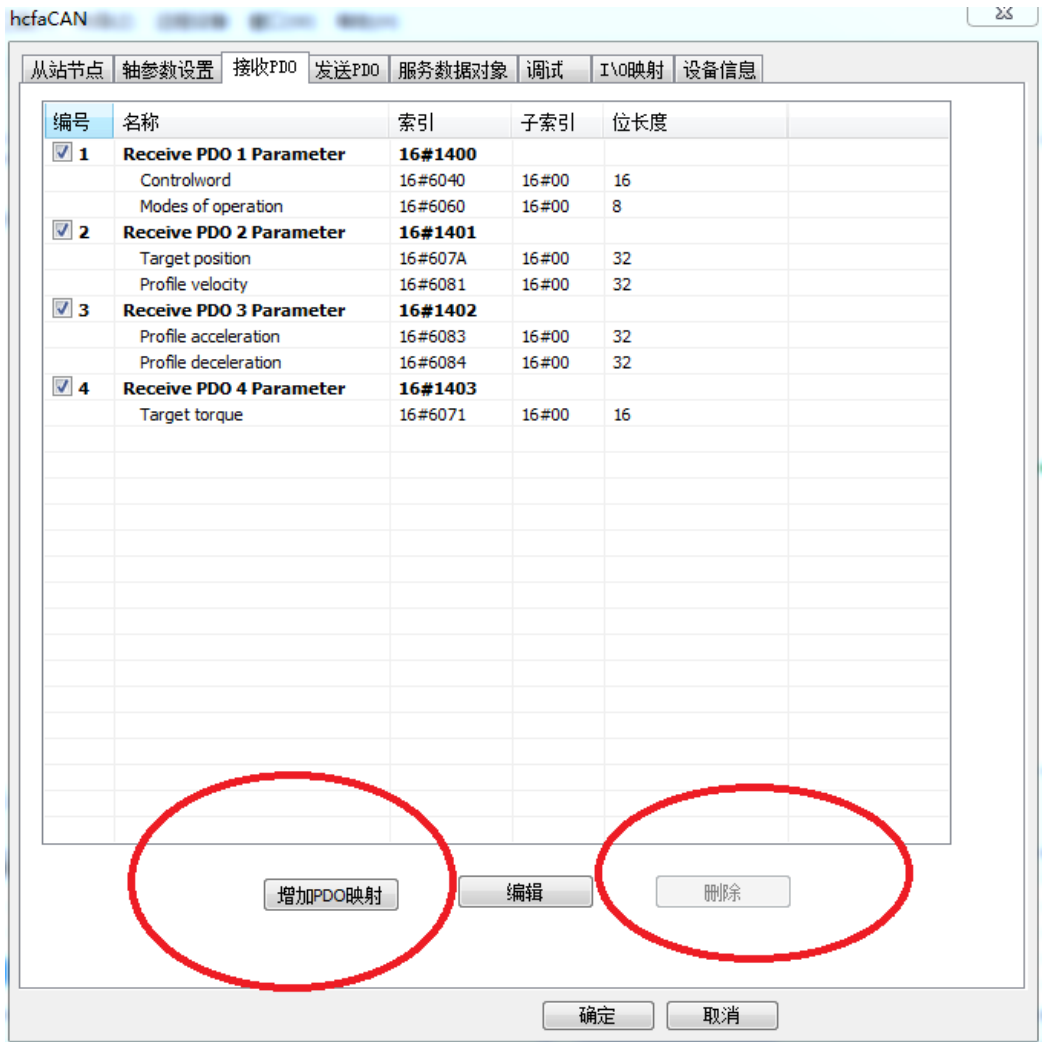 hcfaCAN
从站节点 轴参数设置 接收PDO 发送PDO 服务数据对象 调试 I\O映射 设备信息
编号 名称 索引 子索引 位长度
1 Receive PDO 1 Parameter 16#1400
Controlword 16#6040 16#00 16
Modes of operation 16#6060 16#00 8
2 Receive PDO 2 Parameter 16#1401
Target position 16#607A 16#00 32
Profile velocity 16#6081 16#00 32
3 Receive PDO 3 Parameter 16#1402
Profile acceleration 16#6083 16#00 32
Profile deceleration 16#6084 16#00 32
4 Receive PDO 4 Parameter 16#1403
Target torque 16#6071 16#00 16
增加PDO映射 编辑 删除
确定 取消